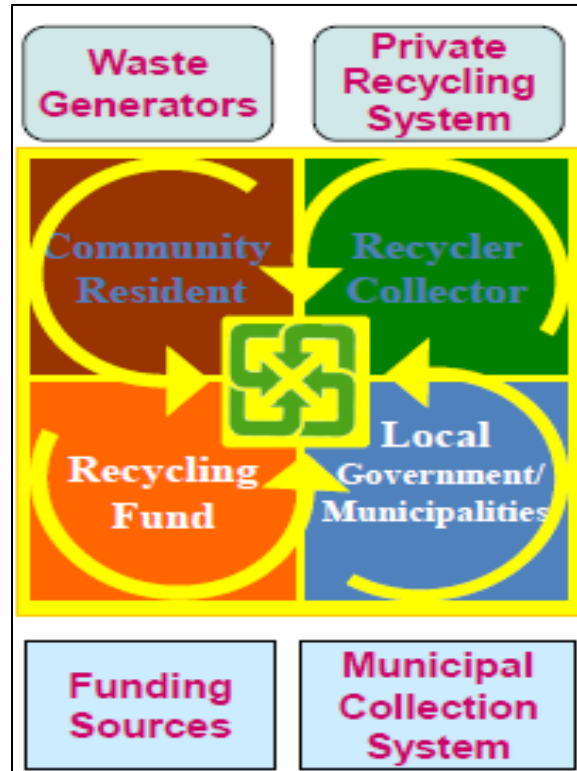 Waste
Generators
Private
Recycling
System
Community
Resident
Recycler
Collector
Recycling
Fund
Local
Government/
Municipalities
Funding
Sources
Municipal
Collection
System